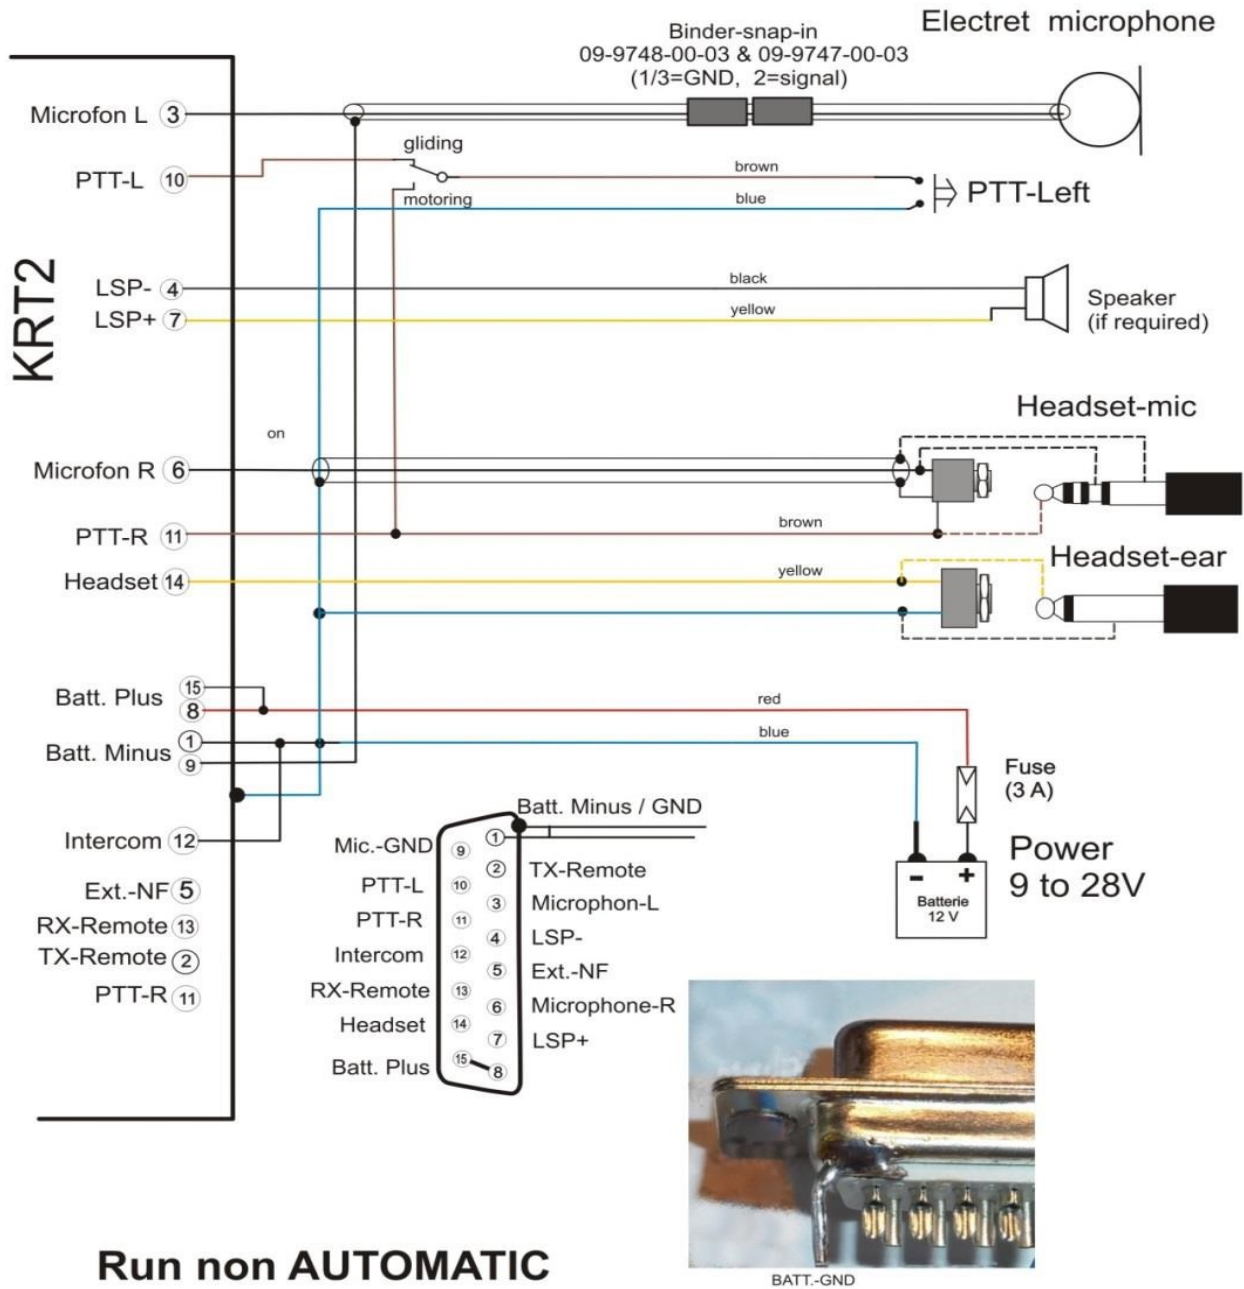 Electret microphone
Binder-snap-in
09-9748-00-03 & 09-9747-00-03
(1/3=GND, 2=signal)
Microfon L 3
gliding
PTT-L 10
brown
motoring
blue
PTT-Left
KRT2
LSP- 4
black
LSP+ 7
yellow
Speaker
(if required)
Headset-mic
on
Microfon R 6
PTT-R 11
brown
Headset 14
yellow
Headset-ear
Batt. Plus
15
8
red
Batt. Minus
1
9
blue
Fuse
(3 A)
Intercom 12
Power
9 to 28V
- +
Batterie
12 V
Ext.-NF 5
RX-Remote 13
TX-Remote 2
PTT-R 11
Batt. Minus / GND
1
Mic.-GND 9
2 TX-Remote
PTT-L 10
3 Microphon-L
PTT-R 11
4 LSP-
Intercom 12
5 Ext.-NF
RX-Remote 13
6 Microphone-R
Headset 14
7 LSP+
Batt. Plus 15
8
Run non AUTOMATIC
BATT.-GND